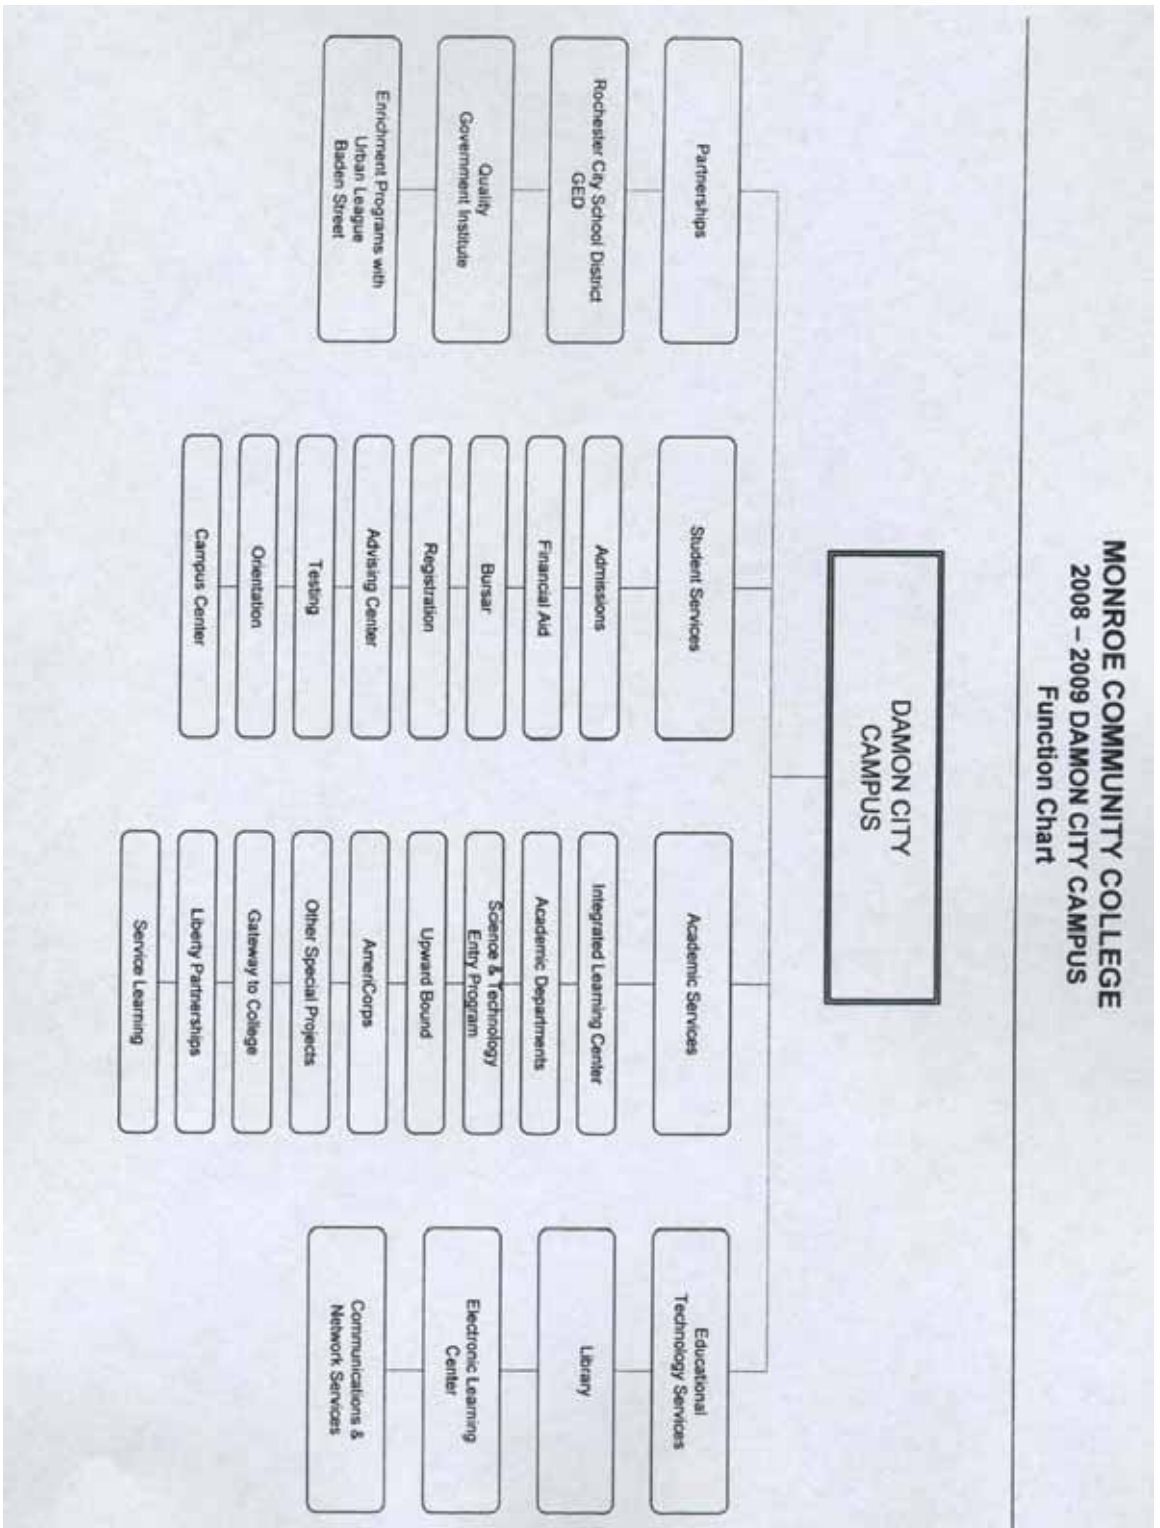 MONROE COMMUNITY COLLEGE
2008 – 2009 DAMON CITY CAMPUS
Function Chart
DAMON CITY
CAMPUS
Partnerships
Rochester City School District
GED
Quality
Government Institute
Enrichment Programs with
Urban League
Baden Street
Student Services
Admissions
Financial Aid
Bursar
Registration
Advising Center
Testing
Orientation
Campus Center
Academic Services
Integrated Learning Center
Academic Departments
Science & Technology
Entry Program
Upward Bound
AmeriCorps
Other Special Projects
Gateway to College
Liberty Partnerships
Service Learning
Educational
Technology Services
Library
Electronic Learning
Center
Communications &
Network Services